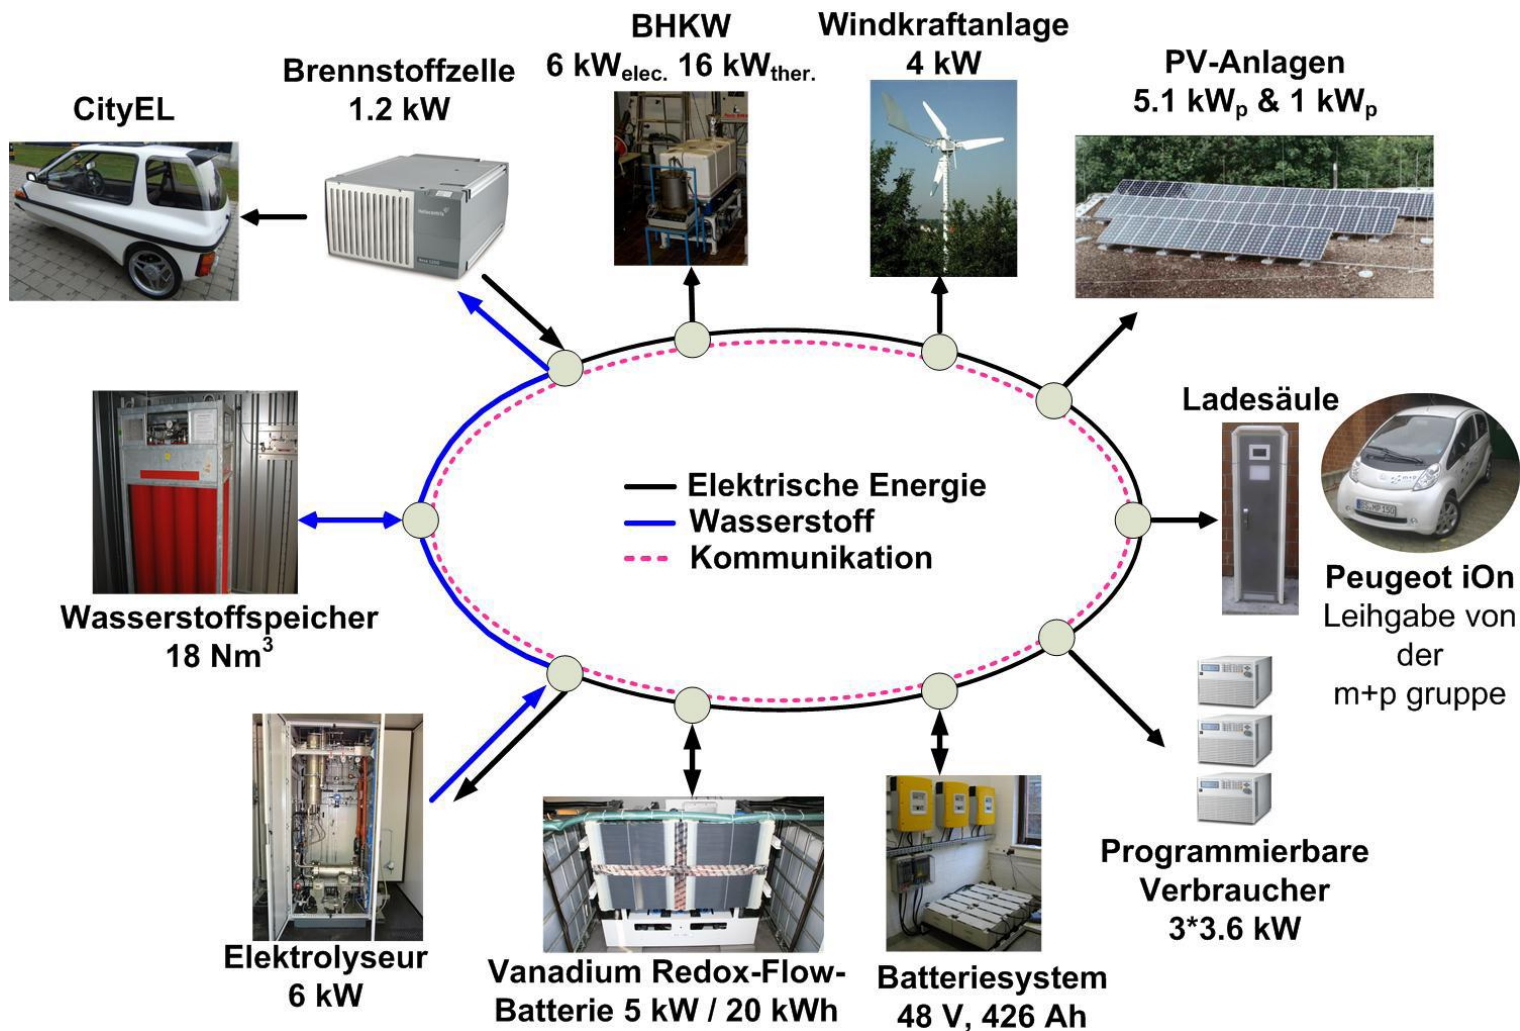 BHKW
6 kWelec. 16 kWther.
Windkraftanlage
4 kW
PV-Anlagen
5.1 kWp & 1 kWp
Brennstoffzelle
1.2 kW
CityEL
Ladesäule
Elektrische Energie
Wasserstoff
Kommunikation
Peugeot iOn
Leihgabe von
der
m+p gruppe
Wasserstoffspeicher
18 Nm³
Programmierbare
Verbraucher
3*3.6 kW
Elektrolyseur
6 kW
Vanadium Redox-Flow-
Batterie 5 kW / 20 kWh
Batteriesystem
48 V, 426 Ah